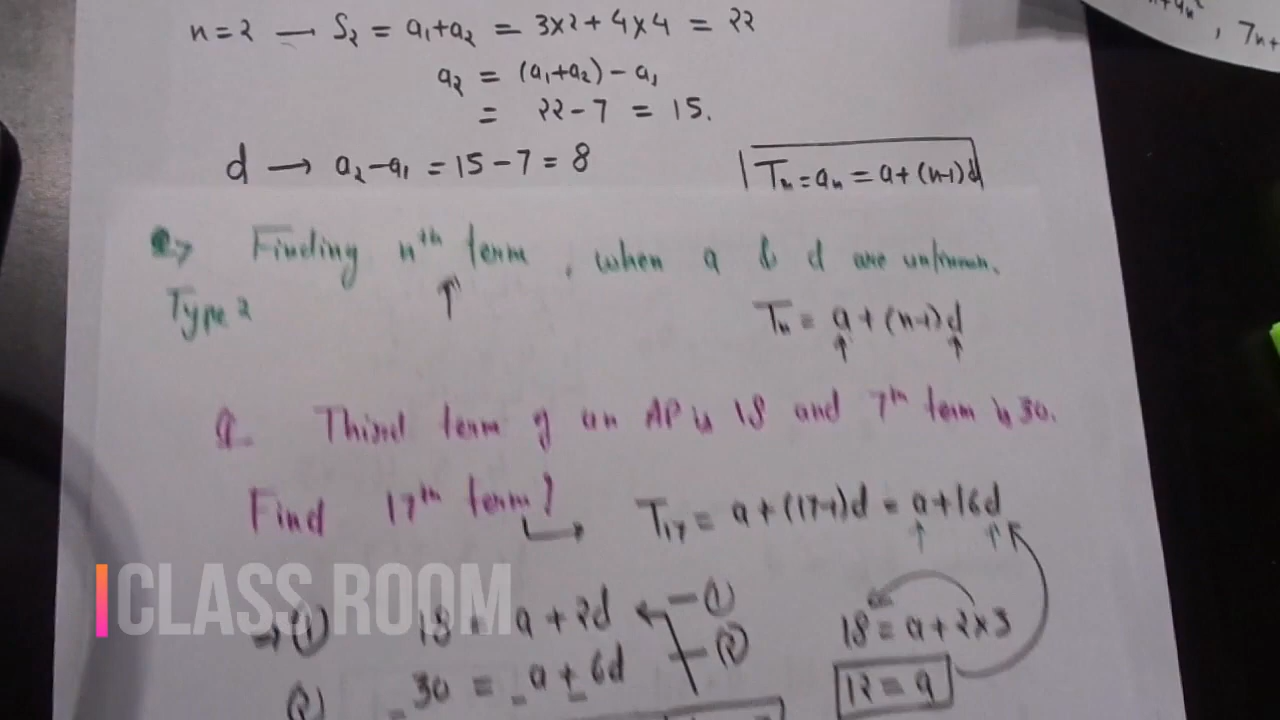 n=2 → S₂ = a₁+a₂ = 3×2+4×4 = 22
a₂ = (a₁+a₂) - a₁
= 22-7 = 15.
d → a₂-a₁ = 15-7 = 8
Tₙ = aₙ = a+(n-1)d
Finding nᵗʰ term, when a & d are unknown.
Type 2
Tₙ = a+(n-1)d
Q. Third term of an AP is 18 and 7ᵗʰ term is 30.
Find 17ᵗʰ term?
T₁₇ = a+(17-1)d = a+16d
CLASS ROOM
→(1) 18 = a+2d -(1)
(2) -30 = -a+6d -(2)
18 = a+2×3
12 = a
, 7n+